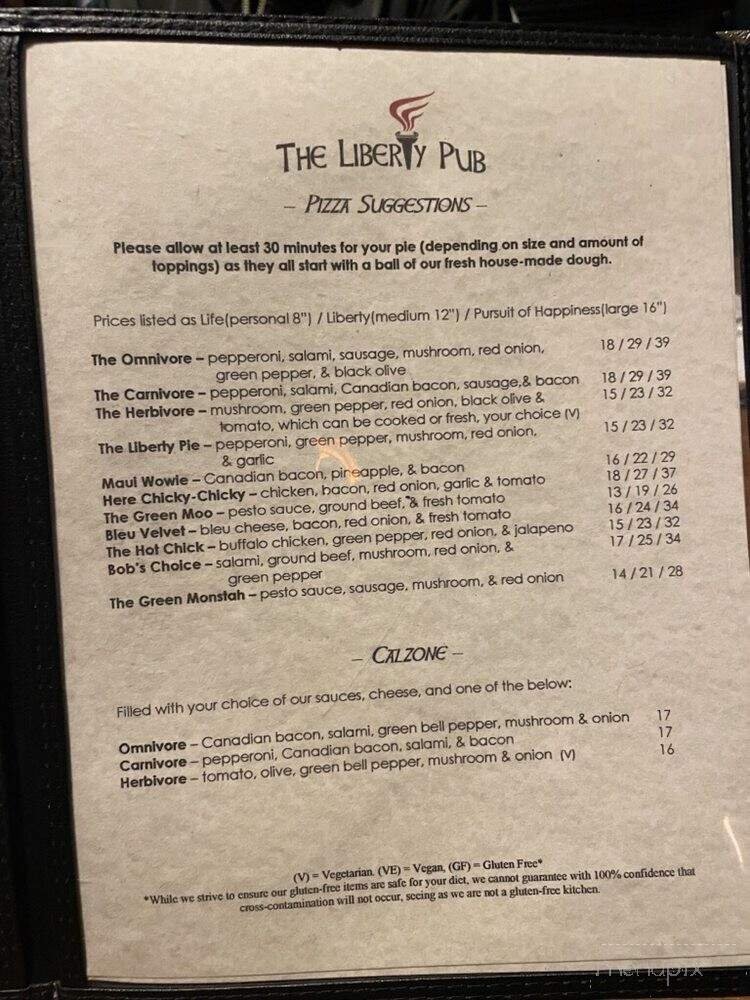 THE LIBERTY PUB
– PIZZA SUGGESTIONS –
Please allow at least 30 minutes for your pie (depending on size and amount of
toppings) as they all start with a ball of our fresh house-made dough.
Prices listed as Life(personal 8") / Liberty(medium 12") / Pursuit of Happiness(large 16")
The Omnivore – pepperoni, salami, sausage, mushroom, red onion, 18 / 29 / 39
green pepper, & black olive
The Carnivore – pepperoni, salami, Canadian bacon, sausage,& bacon 18 / 29 / 39
The Herbivore – mushroom, green pepper, red onion, black olive & 15 / 23 / 32
tomato, which can be cooked or fresh, your choice (V)
The Liberty Pie – pepperoni, green pepper, mushroom, red onion, 15 / 23 / 32
& garlic
Maui Wowie – Canadian bacon, pineapple, & bacon 16 / 22 / 29
Here Chicky-Chicky – chicken, bacon, red onion, garlic & tomato 18 / 27 / 37
The Green Moo – pesto sauce, ground beef, & fresh tomato 13 / 19 / 26
Bleu Velvet – bleu cheese, bacon, red onion, & fresh tomato 16 / 24 / 34
The Hot Chick – buffalo chicken, green pepper, red onion, & jalapeno 15 / 23 / 32
Bob's Choice – salami, ground beef, mushroom, red onion, & 17 / 25 / 34
green pepper
The Green Monstah – pesto sauce, sausage, mushroom, & red onion 14 / 21 / 28
– CALZONE –
Filled with your choice of our sauces, cheese, and one of the below:
Omnivore – Canadian bacon, salami, green bell pepper, mushroom & onion 17
Carnivore – pepperoni, Canadian bacon, salami, & bacon 17
Herbivore – tomato, olive, green bell pepper, mushroom & onion (V) 16
(V) = Vegetarian. (VE) = Vegan, (GF) = Gluten Free*
*While we strive to ensure our gluten-free items are safe for your diet, we cannot guarantee with 100% confidence that
cross-contamination will not occur, seeing as we are not a gluten-free kitchen.
menupix